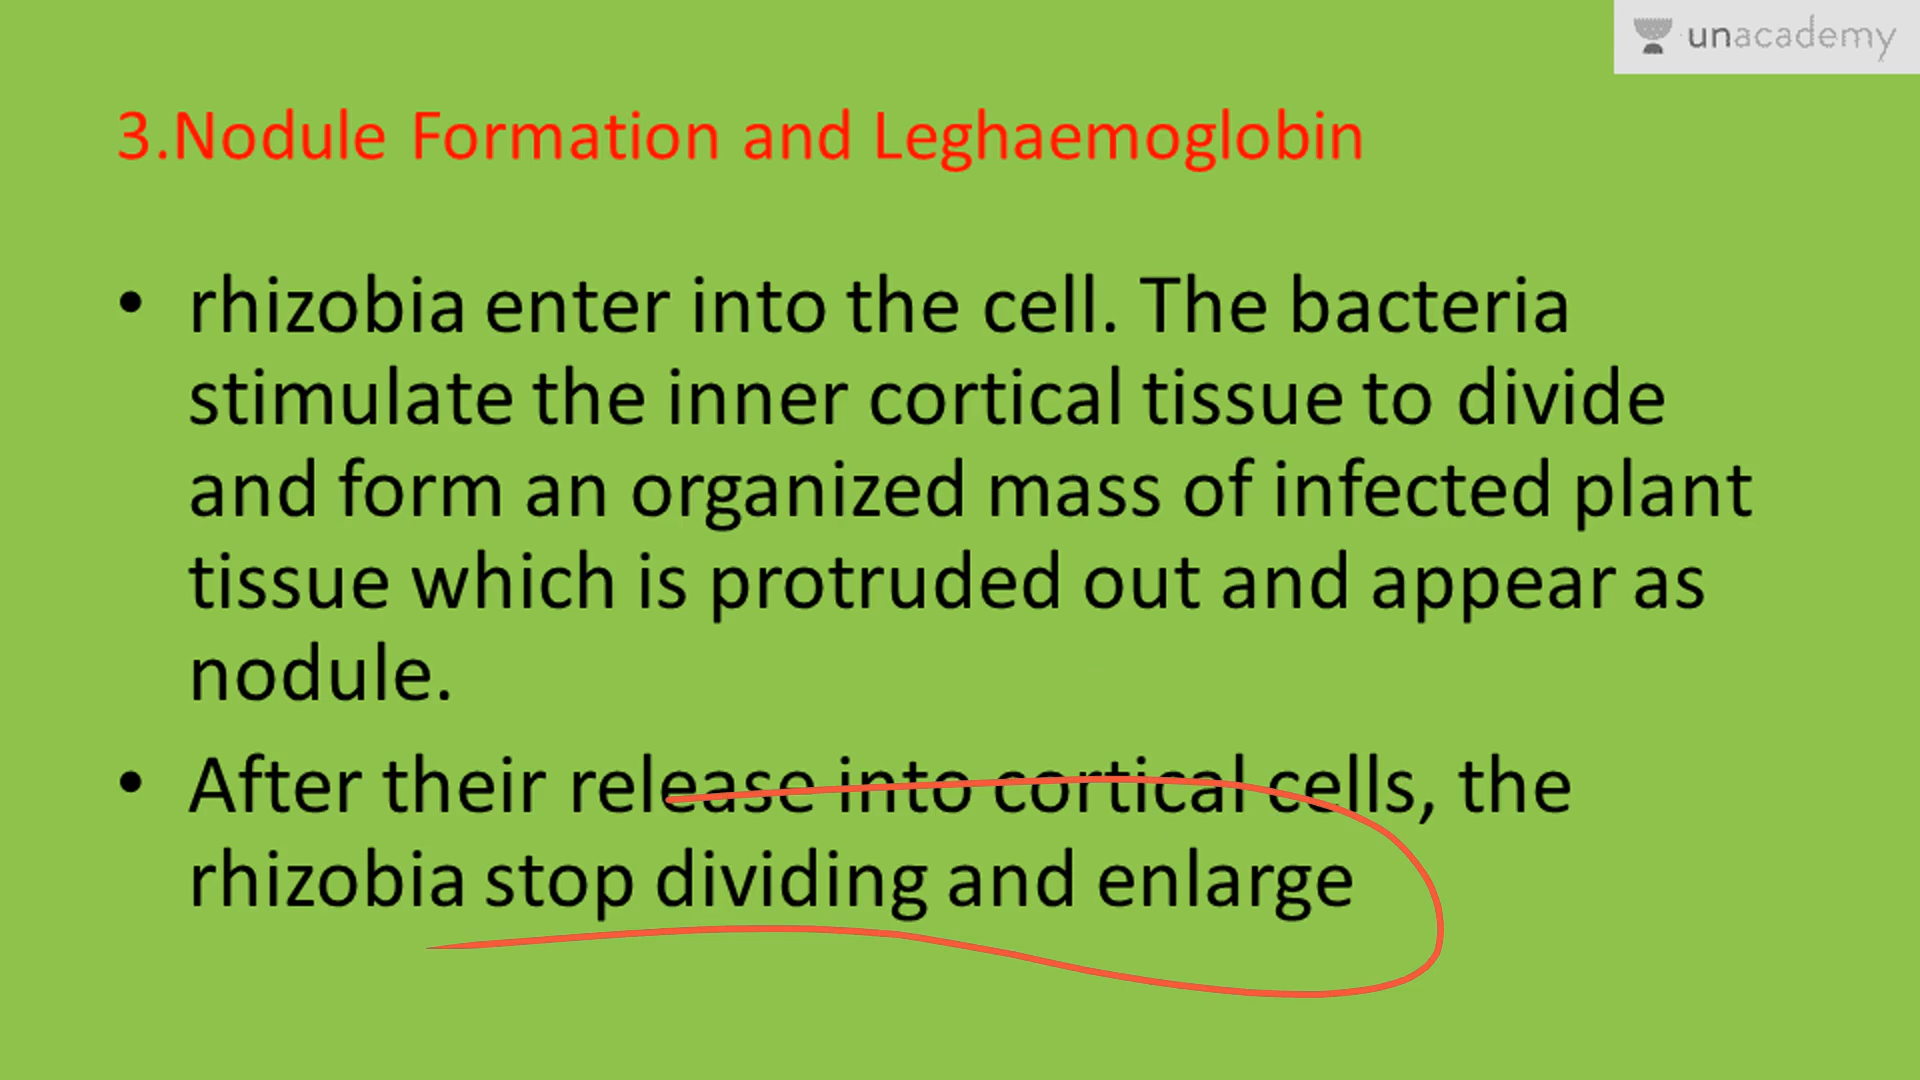 unacademy
3.Nodule Formation and Leghaemoglobin
• rhizobia enter into the cell. The bacteria
stimulate the inner cortical tissue to divide
and form an organized mass of infected plant
tissue which is protruded out and appear as
nodule.
• After their release into cortical cells, the
rhizobia stop dividing and enlarge